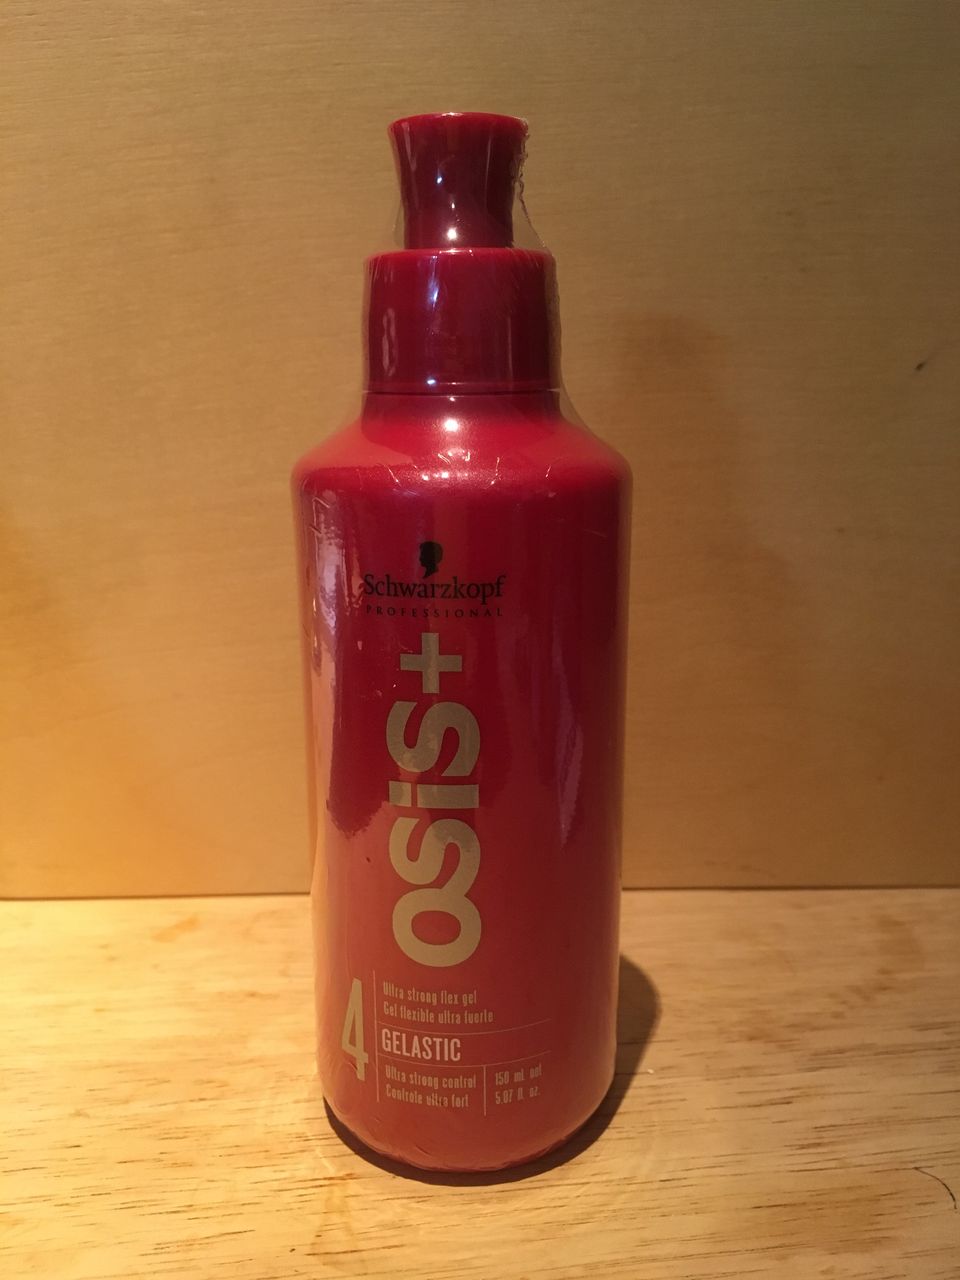 Schwarzkopf
PROFESSIONAL
OSiS+
4
Ultra strong flex gel
Gel flexible ultra fuerte
GELASTIC
Ultra strong control
Controle ultra fort
150 ml net
5.07 fl. oz.